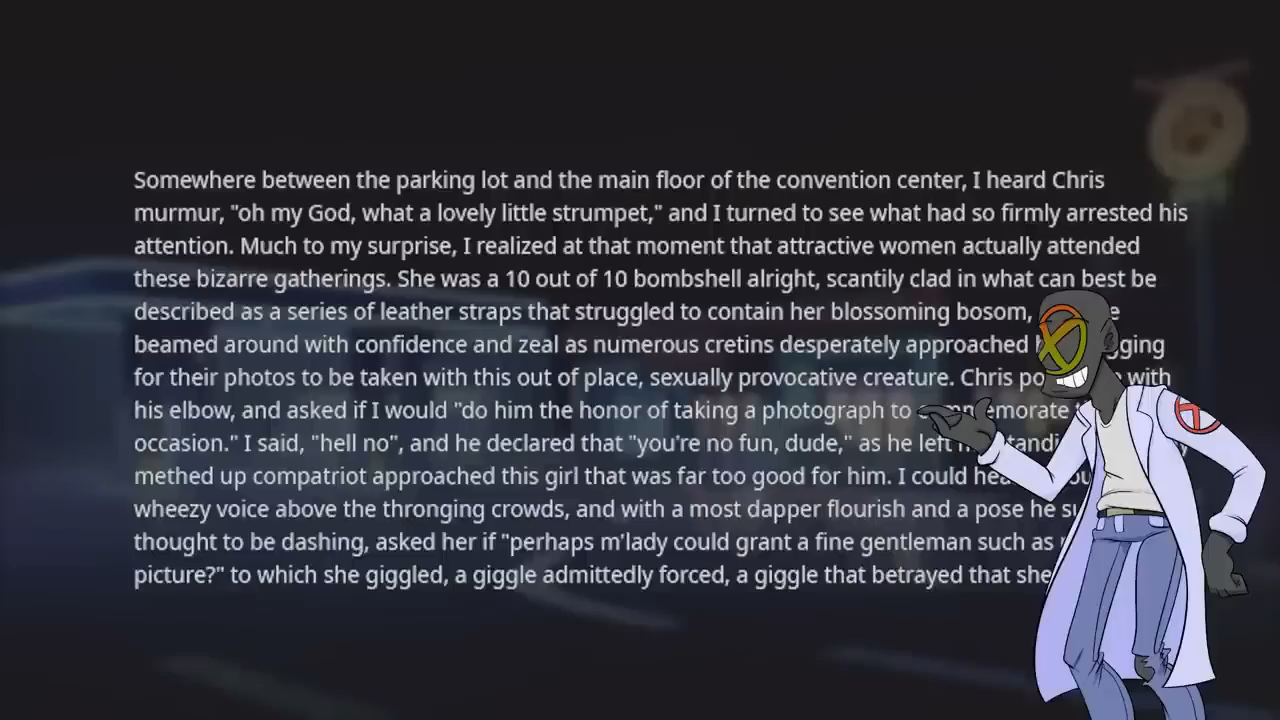 Somewhere between the parking lot and the main floor of the convention center, I heard Chris
murmur, "oh my God, what a lovely little strumpet," and I turned to see what had so firmly arrested his
attention. Much to my surprise, I realized at that moment that attractive women actually attended
these bizarre gatherings. She was a 10 out of 10 bombshell alright, scantily clad in what can best be
described as a series of leather straps that struggled to contain her blossoming bosom,
beamed around with confidence and zeal as numerous cretins desperately approached
for their photos to be taken with this out of place, sexually provocative creature. Chris with
his elbow, and asked if I would "do him the honor of taking a photograph to
occasion." I said, "hell no", and he declared that "you're no fun, dude," as he left
methed up compatriot approached this girl that was far too good for him. I could
wheezy voice above the thronging crowds, and with a most dapper flourish and a pose he
thought to be dashing, asked her if "perhaps m'lady could grant a fine gentleman such as
picture?" to which she giggled, a giggle admittedly forced, a giggle that betrayed that she